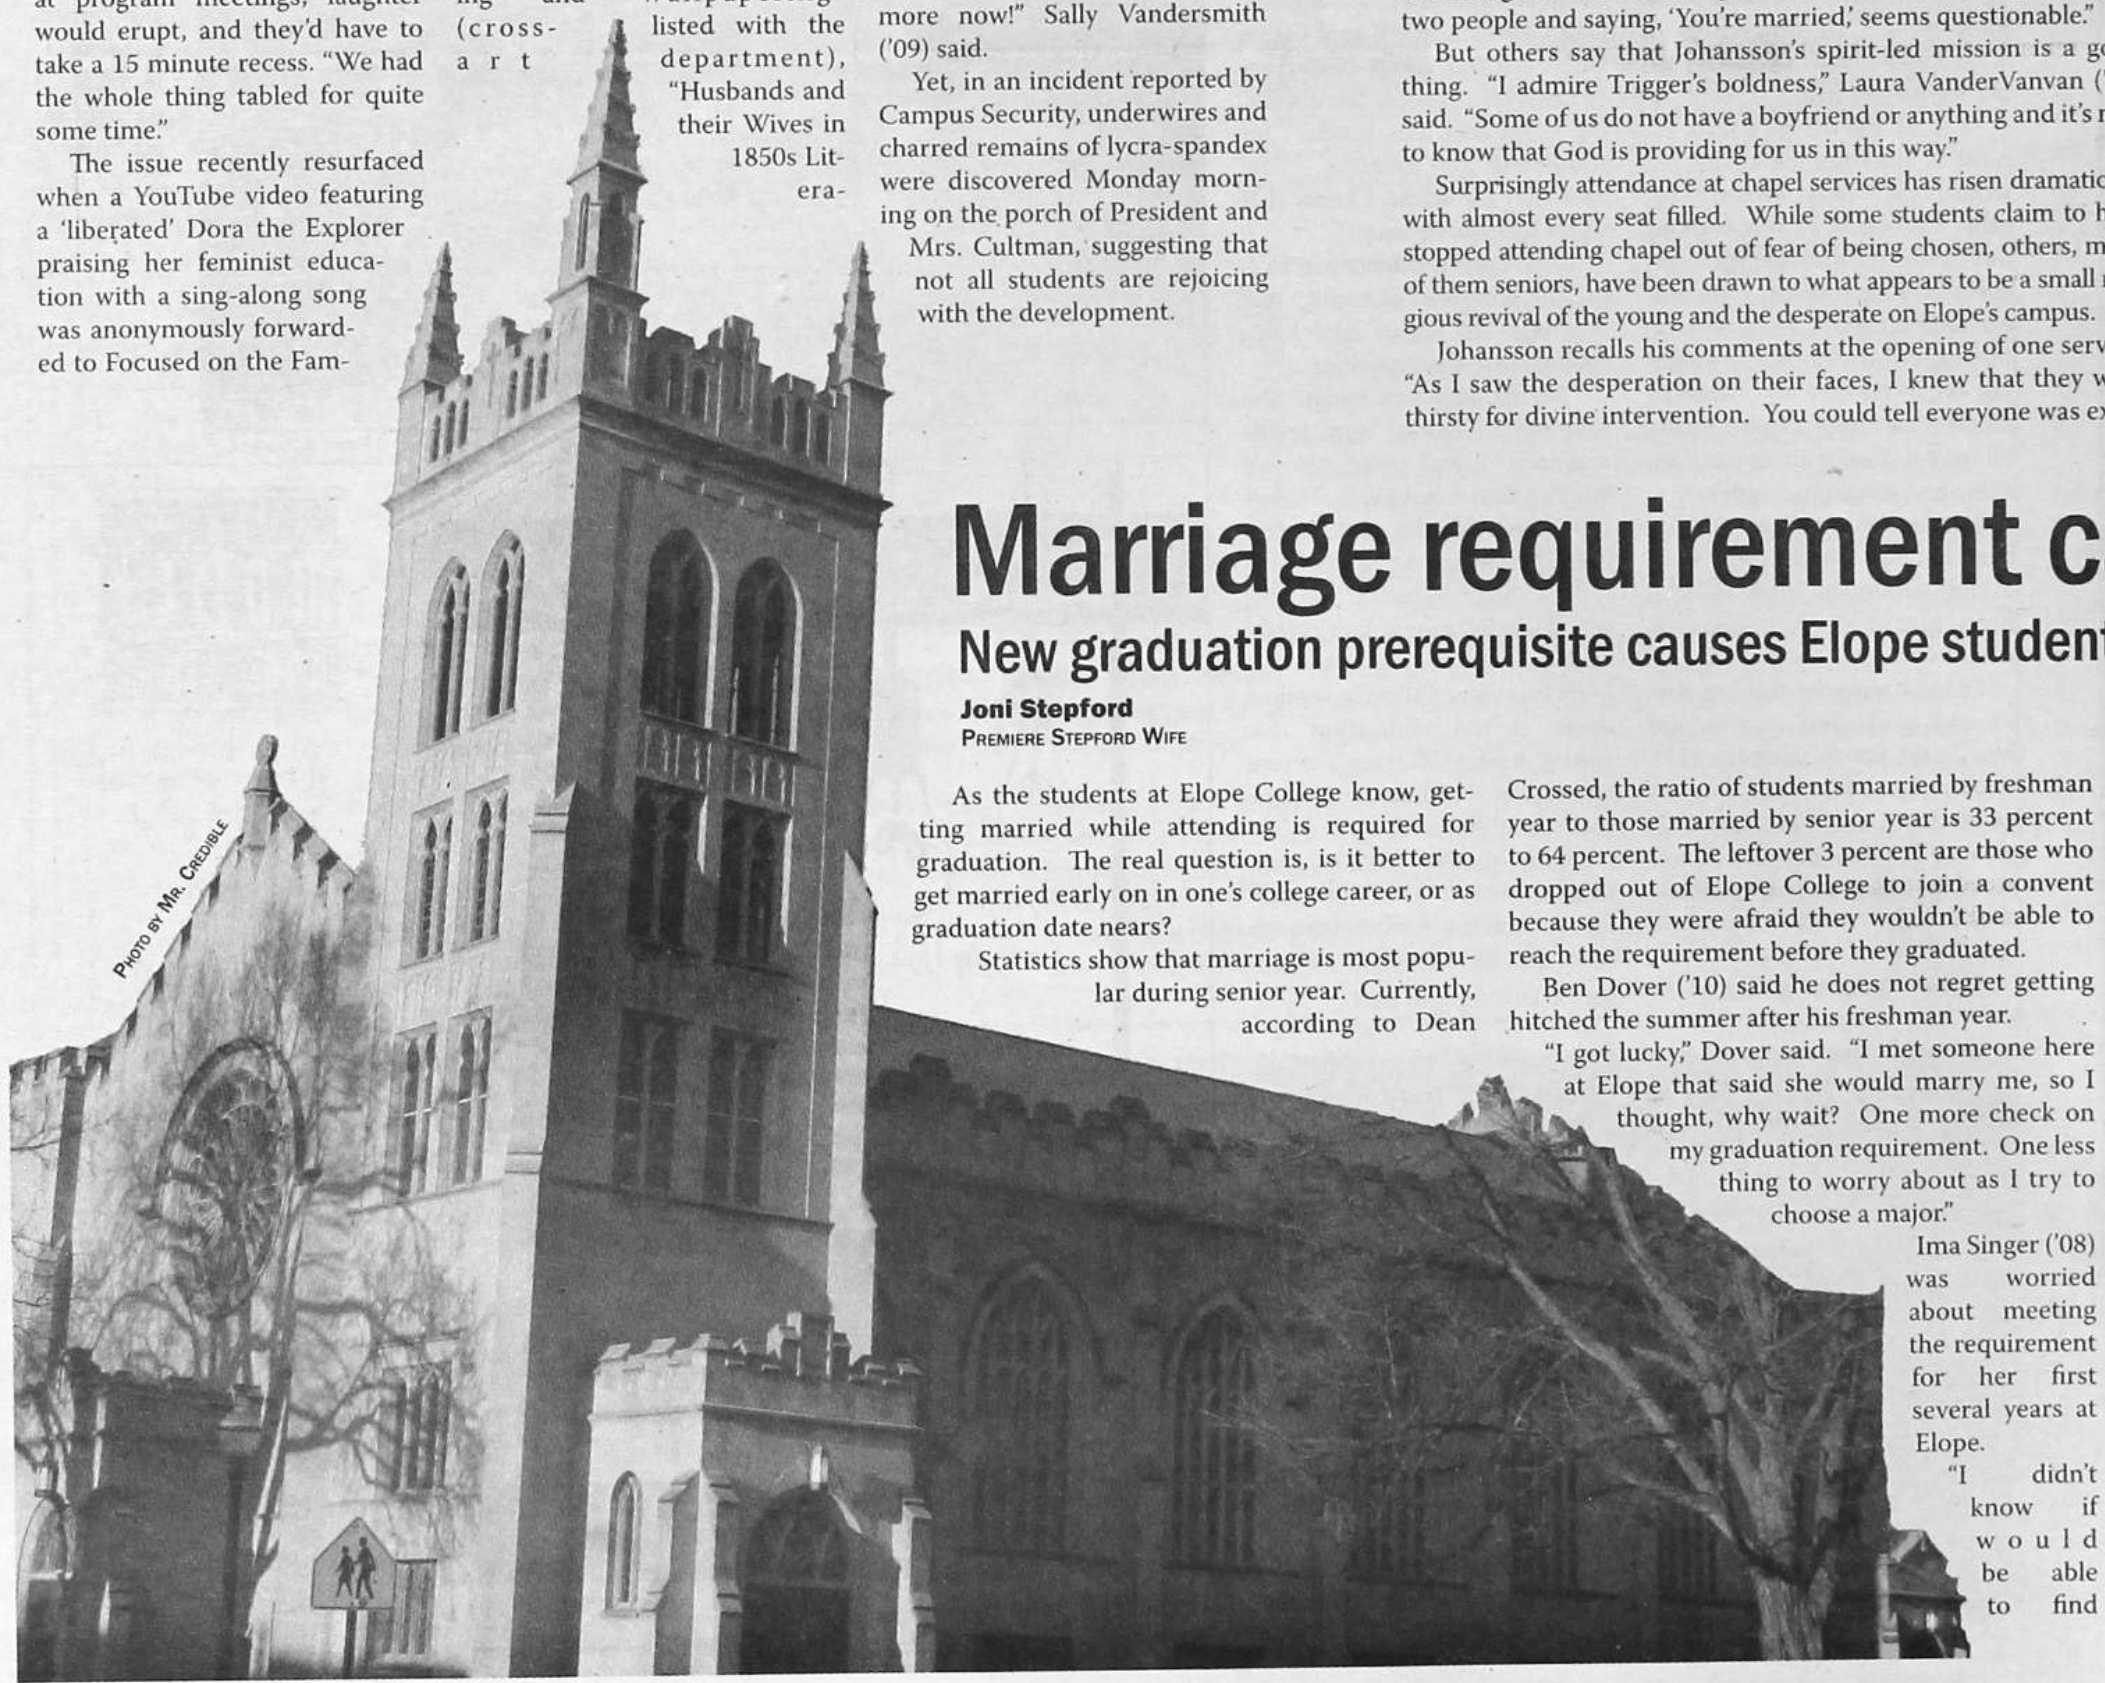 would erupt, and they'd have to
take a 15 minute recess. "We had
the whole thing tabled for quite
some time."
The issue recently resurfaced
when a YouTube video featuring
a 'liberated' Dora the Explorer
praising her feminist educa-
tion with a sing-along song
was anonymously forward-
ed to Focused on the Fam-
(cross-
a r t
listed with the
department),
"Husbands and
their Wives in
1850s Lit-
era-
more now!" Sally Vandersmith
('09) said.
Yet, in an incident reported by
Campus Security, underwires and
charred remains of lycra-spandex
were discovered Monday morn-
ing on the porch of President and
Mrs. Cultman, suggesting that
not all students are rejoicing
with the development.
two people and saying, 'You're married,' seems questionable."
But others say that Johansson's spirit-led mission is a
thing. "I admire Trigger's boldness," Laura VanderVanvan
said. "Some of us do not have a boyfriend or anything and it's
to know that God is providing for us in this way."
Surprisingly attendance at chapel services has risen
with almost every seat filled. While some students claim to
stopped attending chapel out of fear of being chosen, others,
of them seniors, have been drawn to what appears to be a small
gious revival of the young and the desperate on Elope's campus.
Johansson recalls his comments at the opening of one
"As I saw the desperation on their faces, I knew that they
thirsty for divine intervention. You could tell everyone was
Marriage requirement c
New graduation prerequisite causes Elope student
Joni Stepford
PREMIERE STEPFORD WIFE
As the students at Elope College know, get-
ting married while attending is required for
graduation. The real question is, is it better to
get married early on in one's college career, or as
graduation date nears?
Statistics show that marriage is most popu-
lar during senior year. Currently,
according to Dean
Crossed, the ratio of students married by freshman
year to those married by senior year is 33 percent
to 64 percent. The leftover 3 percent are those who
dropped out of Elope College to join a convent
because they were afraid they wouldn't be able to
reach the requirement before they graduated.
Ben Dover ('10) said he does not regret getting
hitched the summer after his freshman year.
"I got lucky," Dover said. "I met someone here
at Elope that said she would marry me, so I
thought, why wait? One more check on
my graduation requirement. One less
thing to worry about as I try to
choose a major."
Ima Singer ('08)
was worried
about meeting
the requirement
for her first
several years at
Elope.
"I didn't
know if
w o u l d
be able
to find
PHOTO BY MR. CREDIBLE